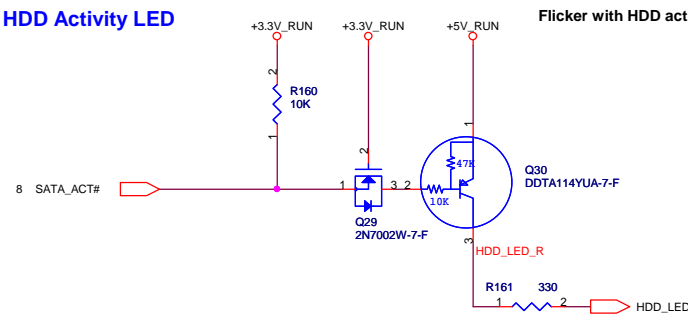 HDD Activity LED
Flicker with HDD act
+3.3V_RUN
+3.3V_RUN
+5V_RUN
2
R160
10K
1
2
1
47K
Q30
DDTA114YUA-7-F
8 SATA_ACT#
1
3
2
10K
Q29
2N7002W-7-F
3
HDD_LED_R
R161 330
1
2
HDD_LED